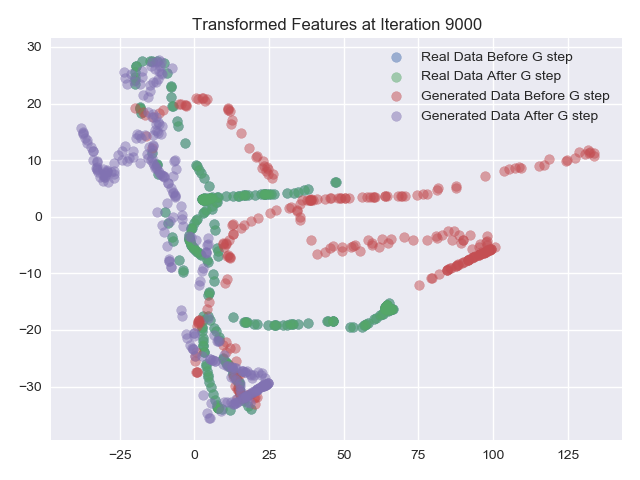 Transformed Features at Iteration 9000
Real Data Before G step
Real Data After G step
Generated Data Before G step
Generated Data After G step
30
20
10
0
−10
−20
−30
−25
0
25
50
75
100
125